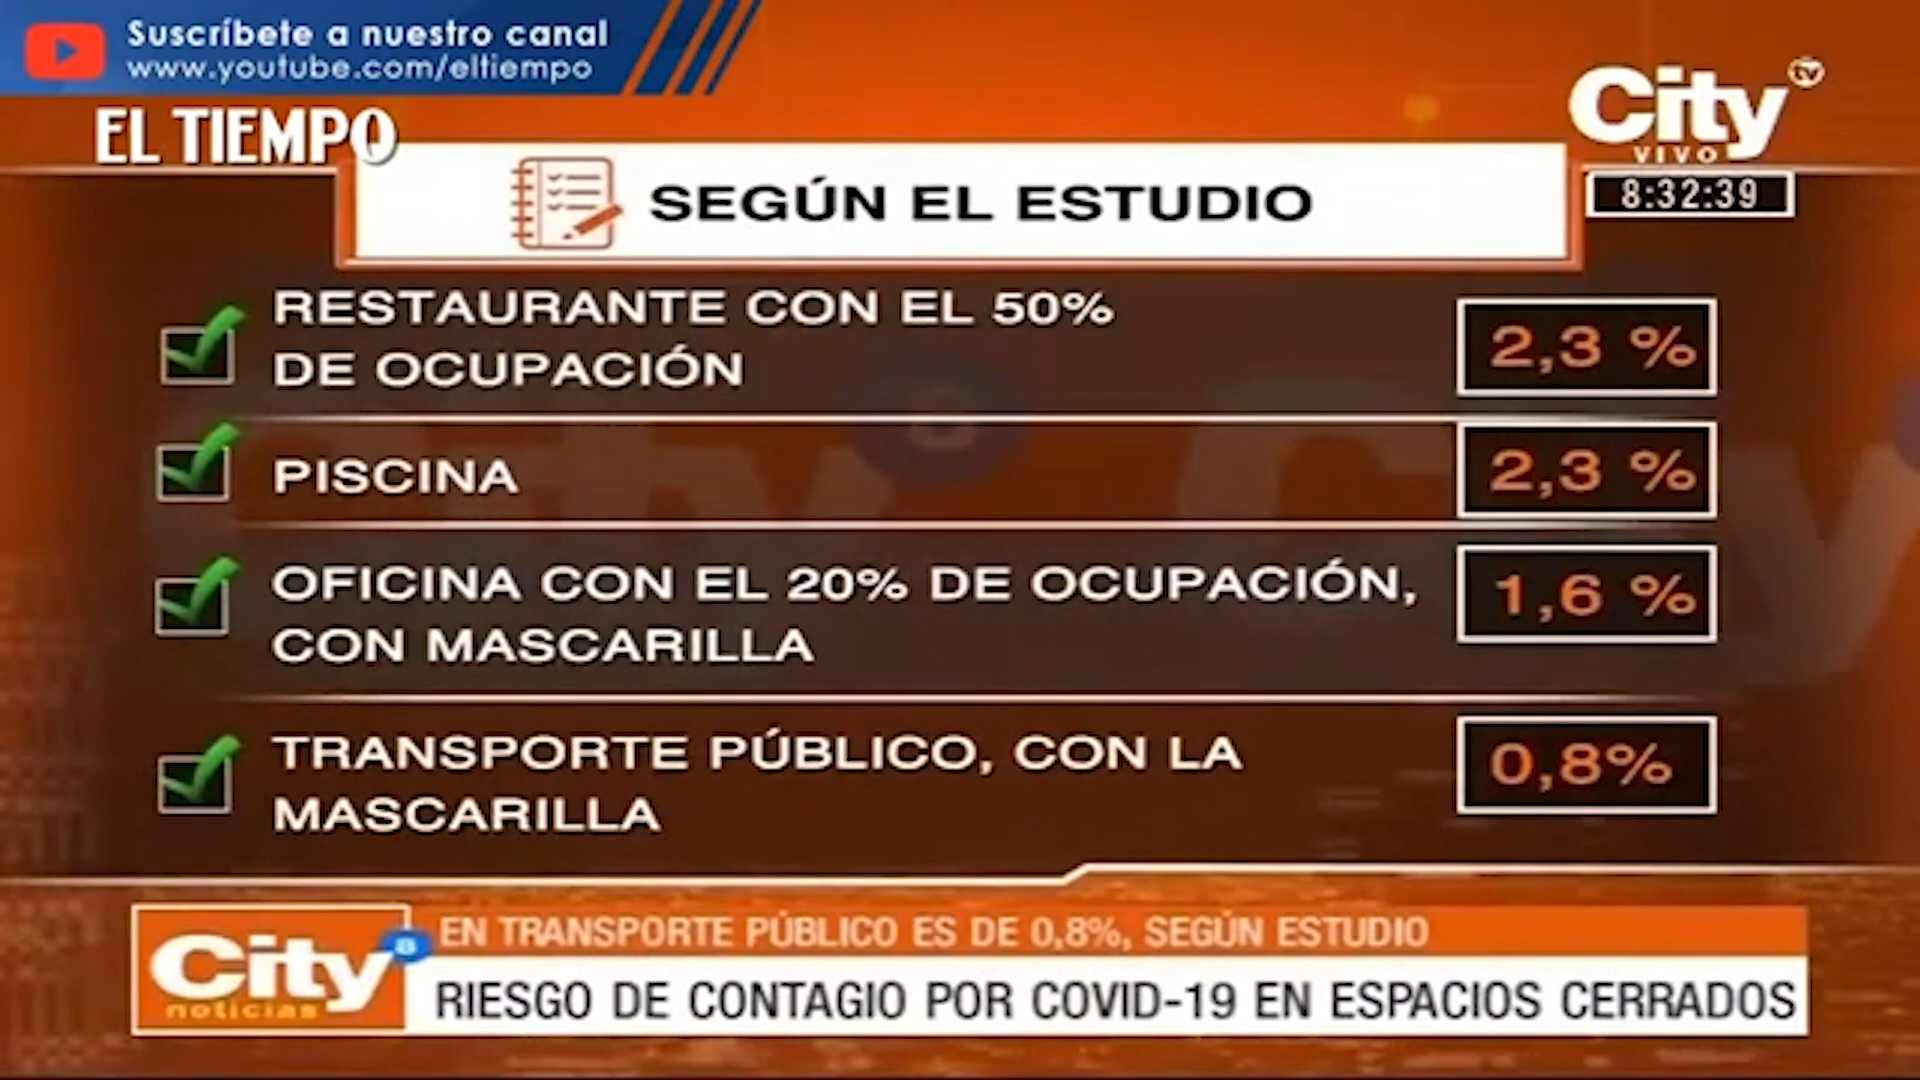 Suscríbete a nuestro canal
www.youtube.com/eltiempo
EL TIEMPO
City tv
VIVO
8:32:39
SEGÚN EL ESTUDIO
RESTAURANTE CON EL 50%
DE OCUPACIÓN
2,3 %
PISCINA
2,3 %
OFICINA CON EL 20% DE OCUPACIÓN,
CON MASCARILLA
1,6 %
TRANSPORTE PÚBLICO, CON LA
MASCARILLA
0,8%
City 8
noticias
EN TRANSPORTE PÚBLICO ES DE 0,8%, SEGÚN ESTUDIO
RIESGO DE CONTAGIO POR COVID-19 EN ESPACIOS CERRADOS